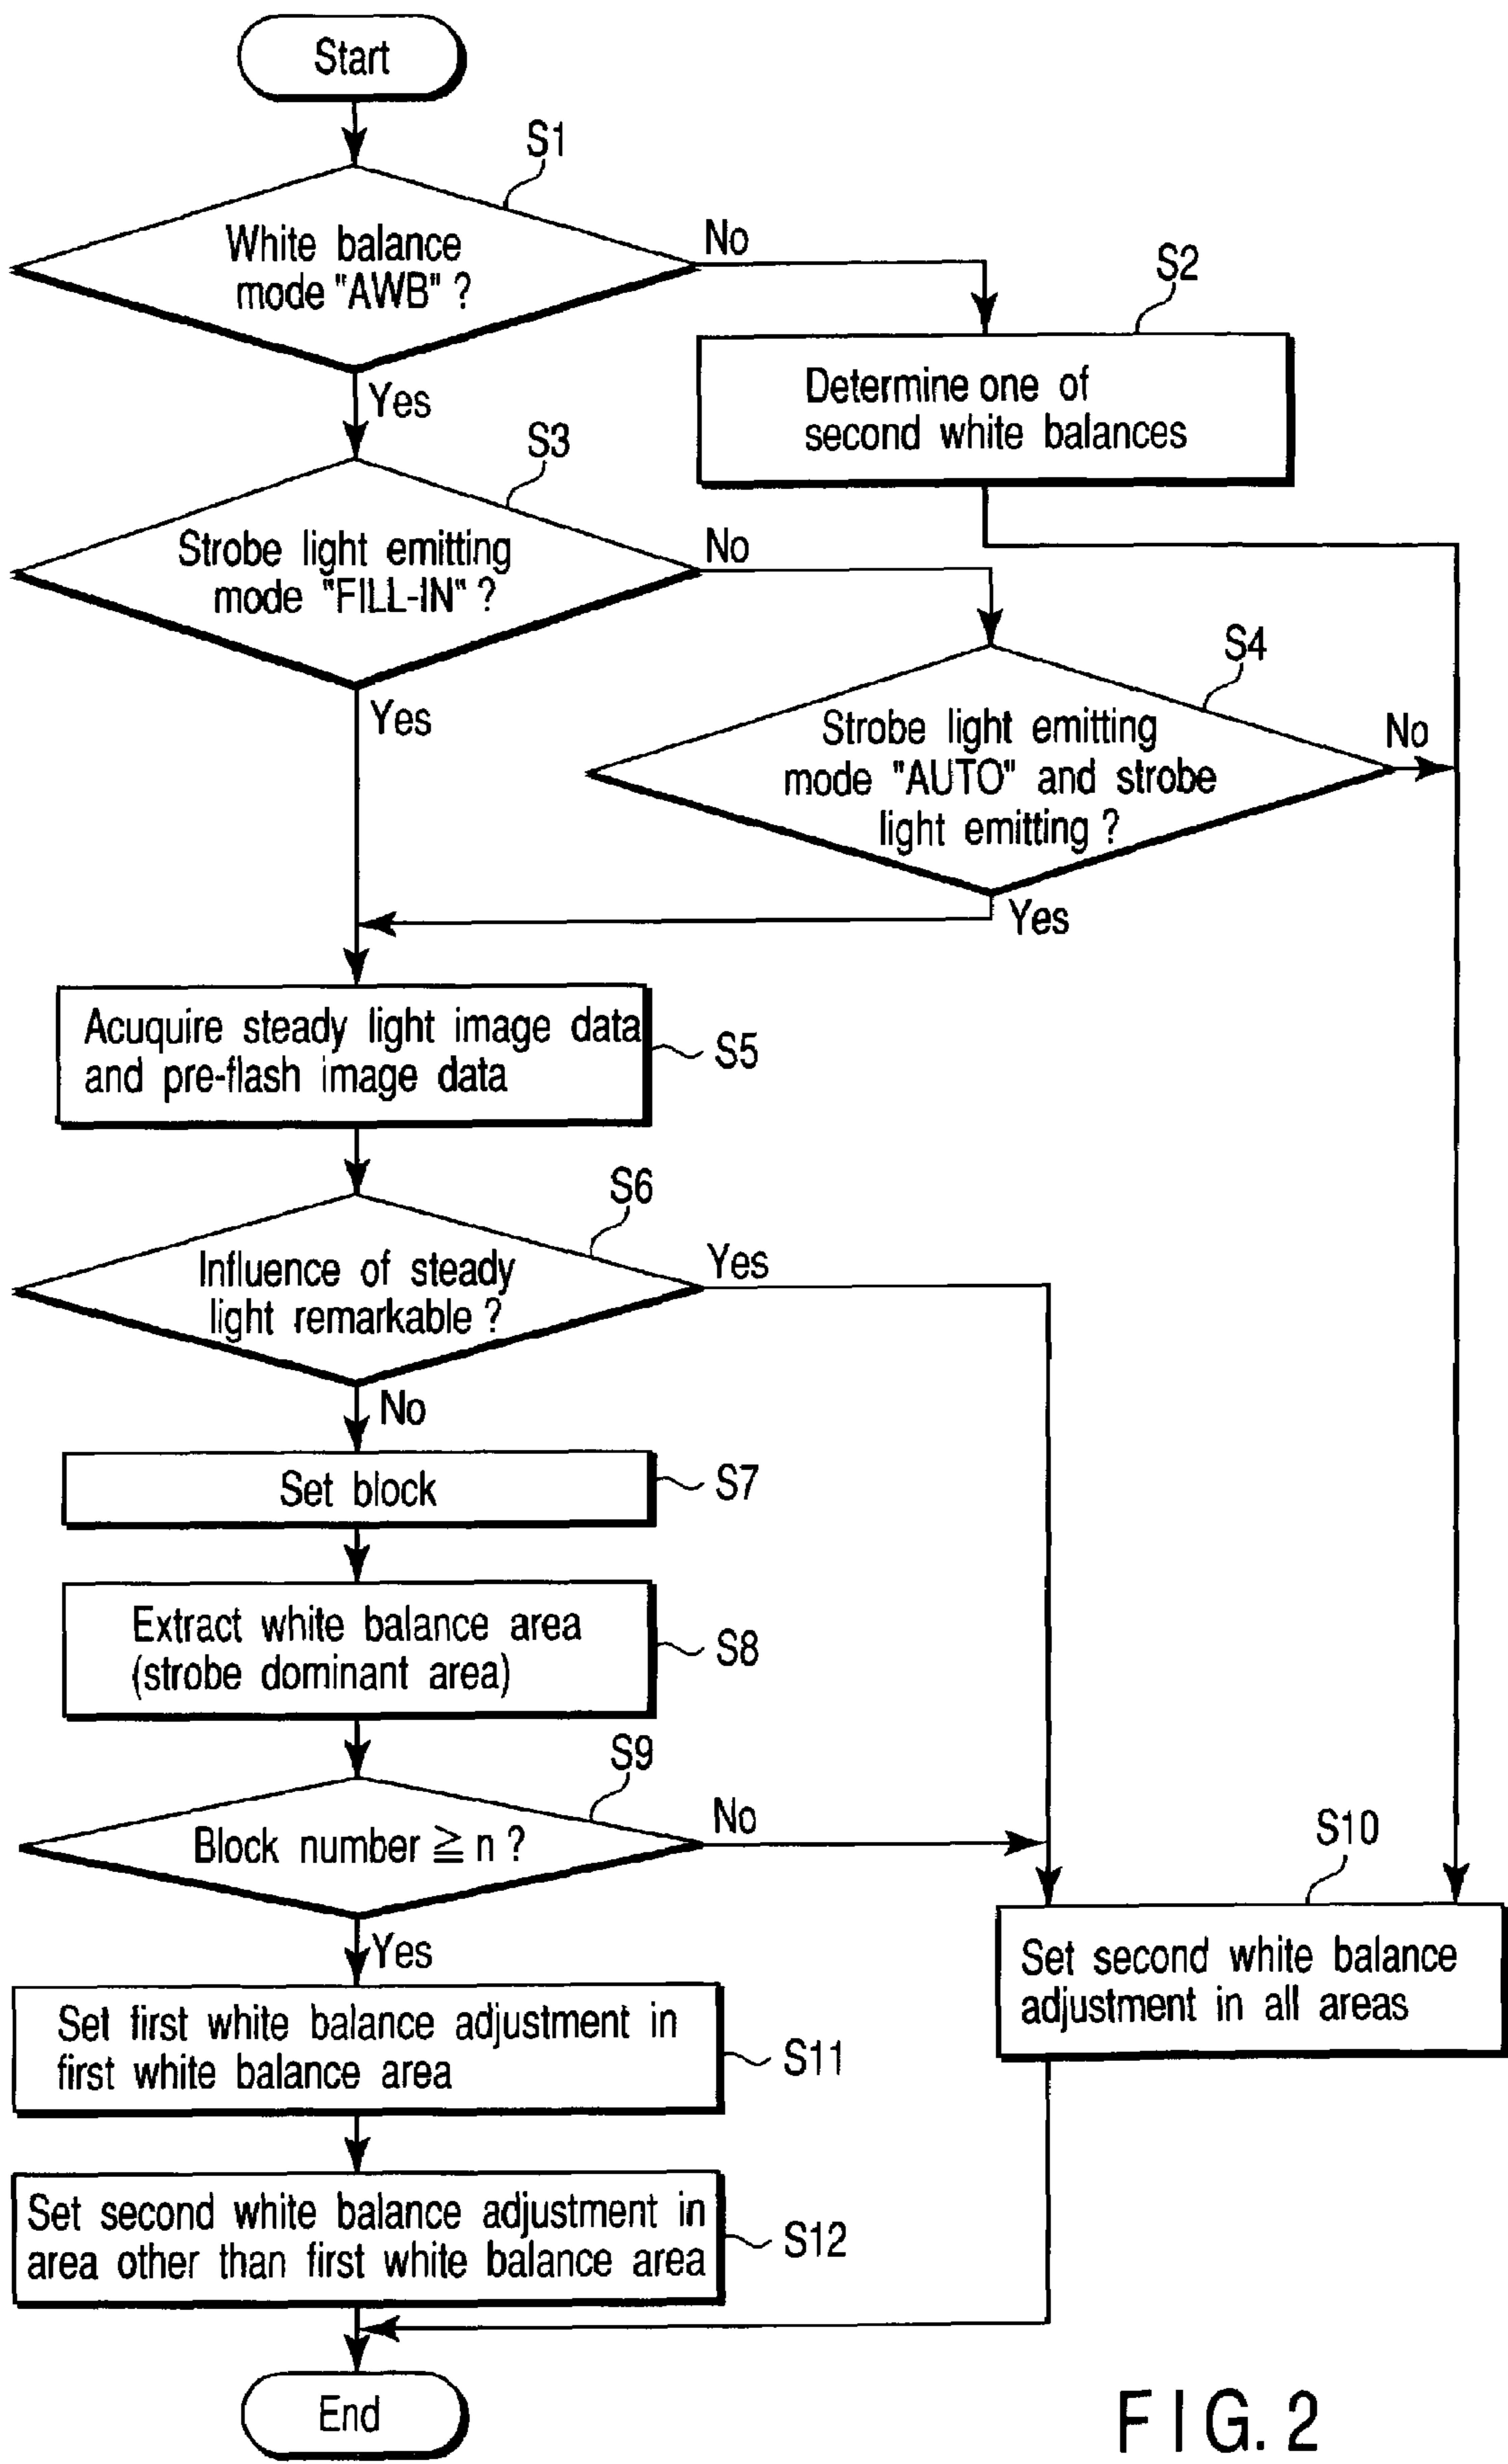 Start
S1
White balance
mode "AWB" ?
No
Yes
S2
Determine one of
second white balances
S3
Strobe light emitting
mode "FILL-IN" ?
No
Yes
S4
Strobe light emitting
mode "AUTO" and strobe
light emitting ?
No
Yes
Acuquire steady light image data
and pre-flash image data
S5
S6
Influence of steady
light remarkable ?
Yes
No
Set block
S7
Extract white balance area
(strobe dominant area)
S8
S9
Block number ≧ n ?
No
Yes
S10
Set second white balance
adjustment in all areas
Set first white balance adjustment in
first white balance area
S11
Set second white balance adjustment in
area other than first white balance area
S12
End
FIG. 2